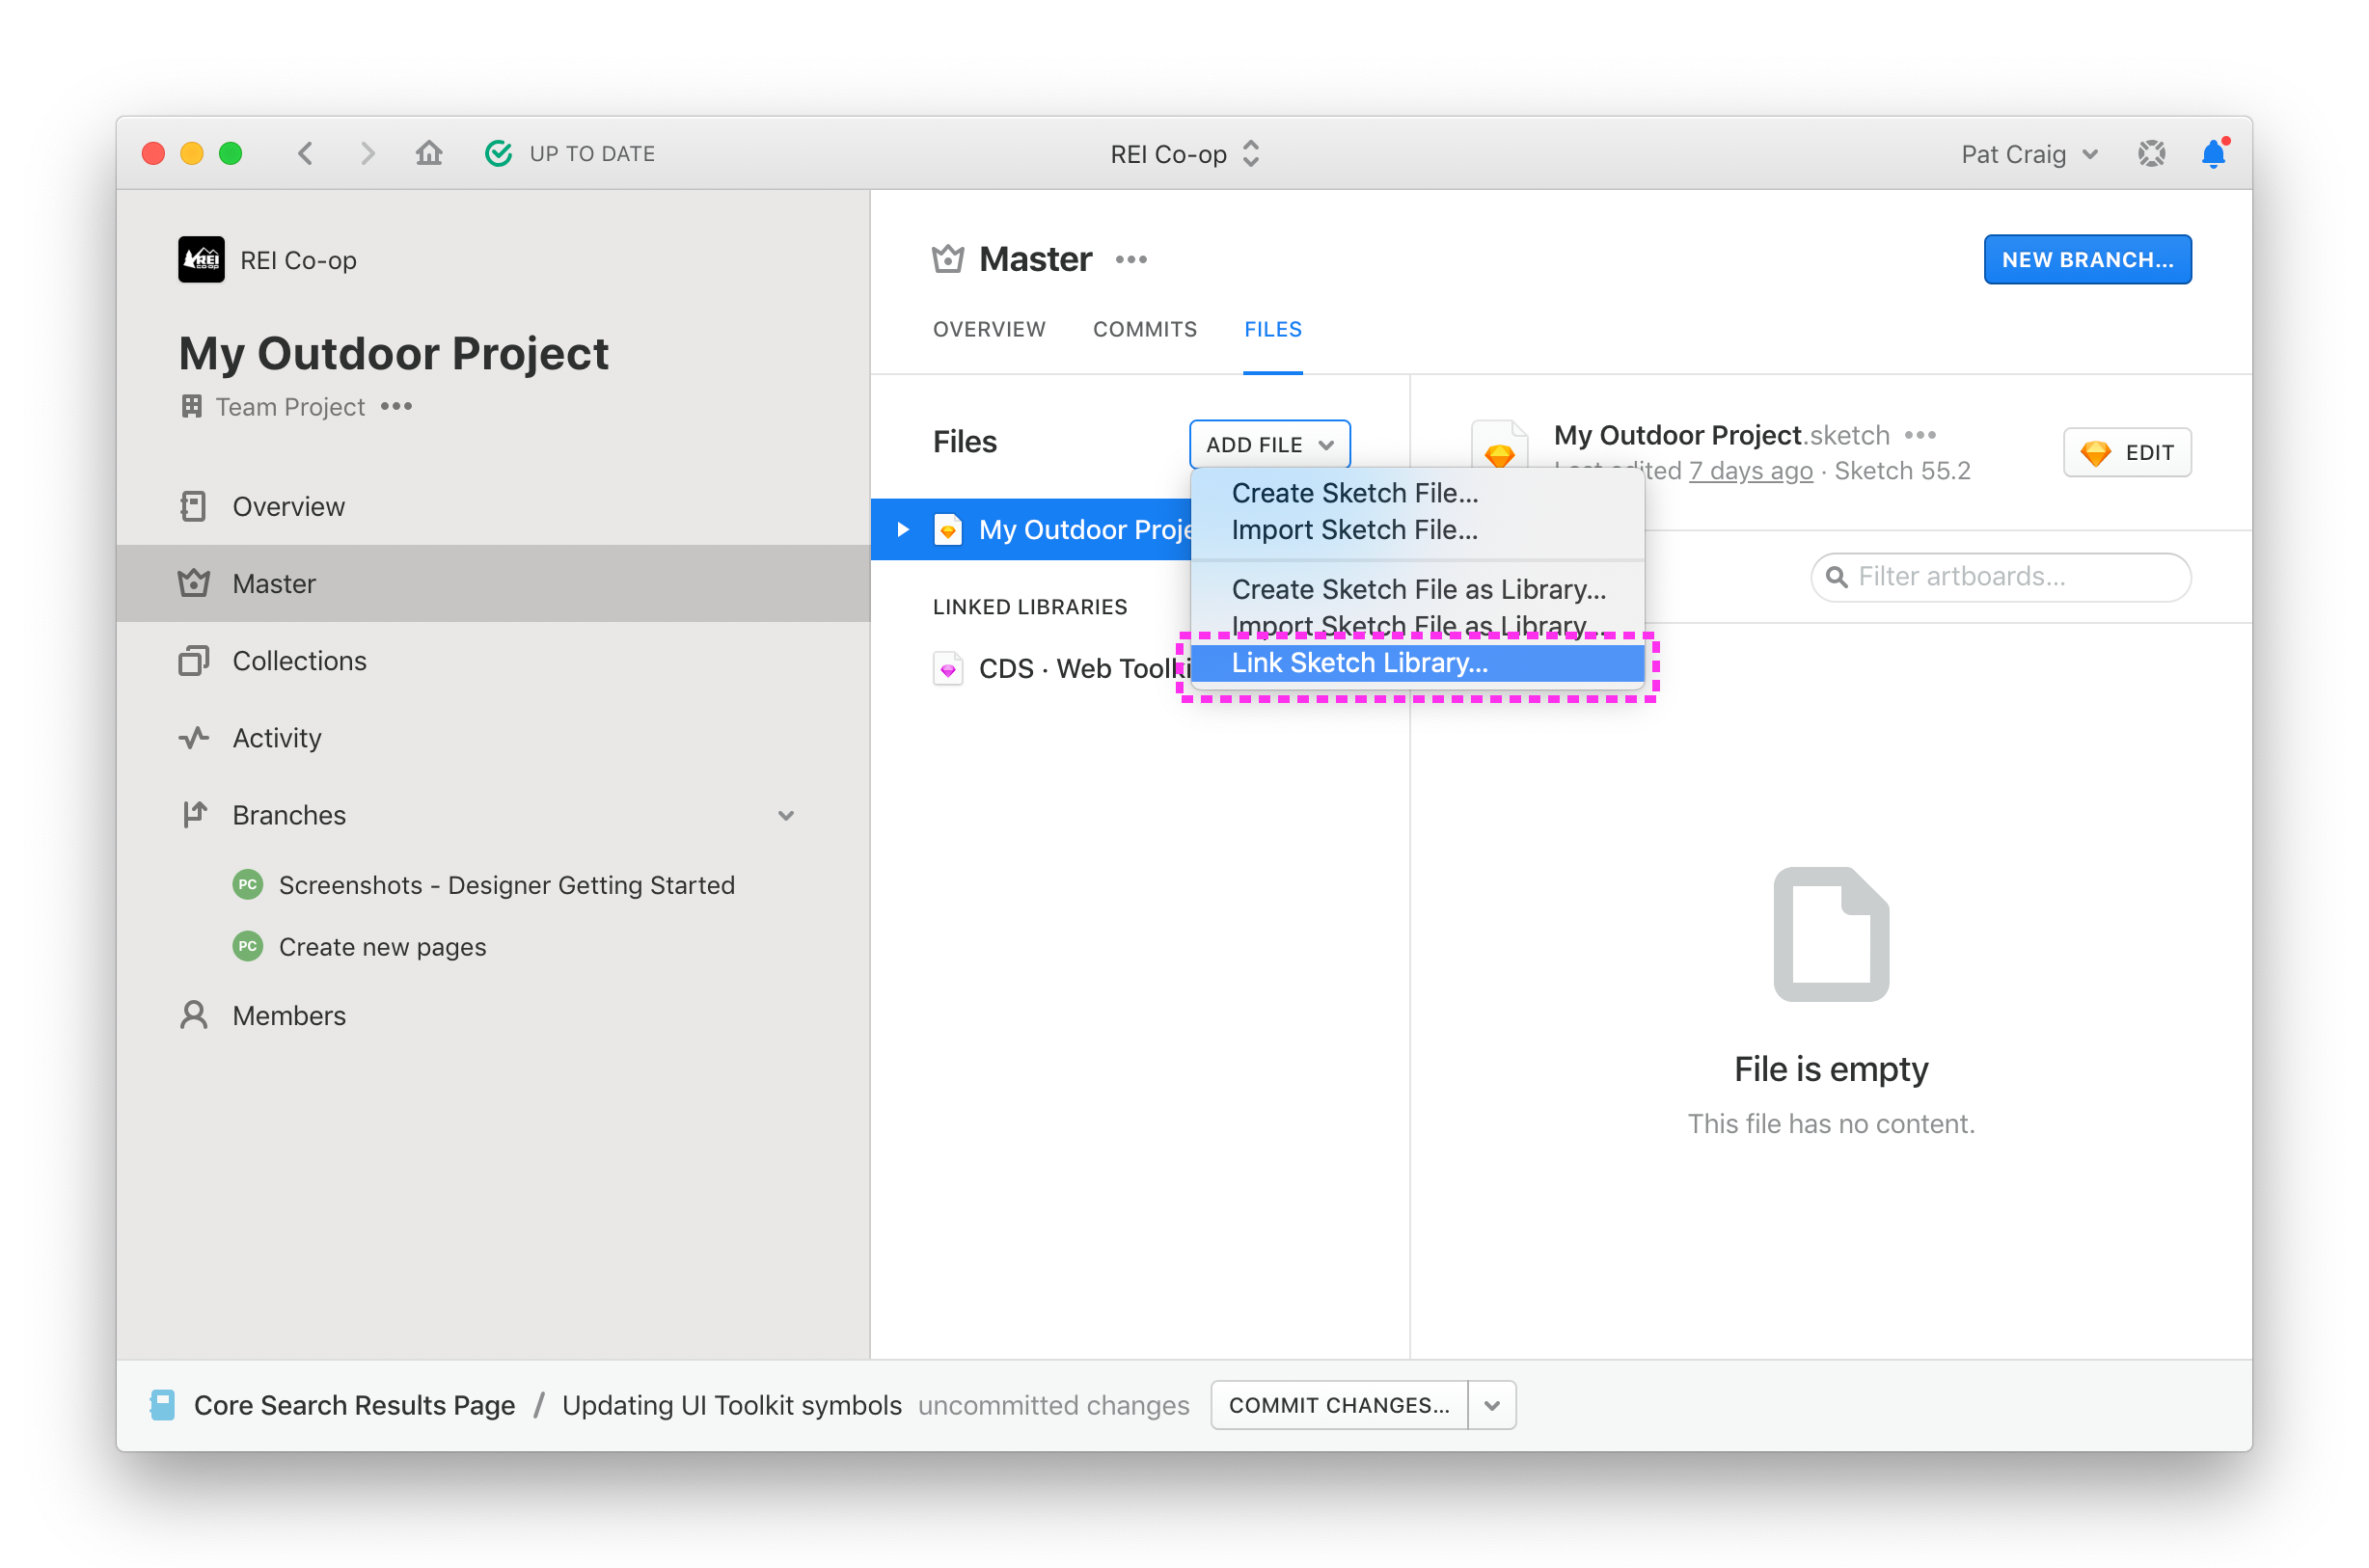 UP TO DATE
REI Co-op
Pat Craig
REI Co-op
My Outdoor Project
Team Project
Overview
Master
Collections
Activity
Branches
PC Screenshots - Designer Getting Started
PC Create new pages
Members
Master
NEW BRANCH...
OVERVIEW COMMITS FILES
Files
ADD FILE
My Outdoor Proje
LINKED LIBRARIES
CDS · Web Toolki
Create Sketch File...
Import Sketch File...
Create Sketch File as Library...
Import Sketch File as Library...
Link Sketch Library...
My Outdoor Project.sketch
Last edited 7 days ago · Sketch 55.2
EDIT
Filter artboards...
File is empty
This file has no content.
Core Search Results Page / Updating UI Toolkit symbols uncommitted changes
COMMIT CHANGES...